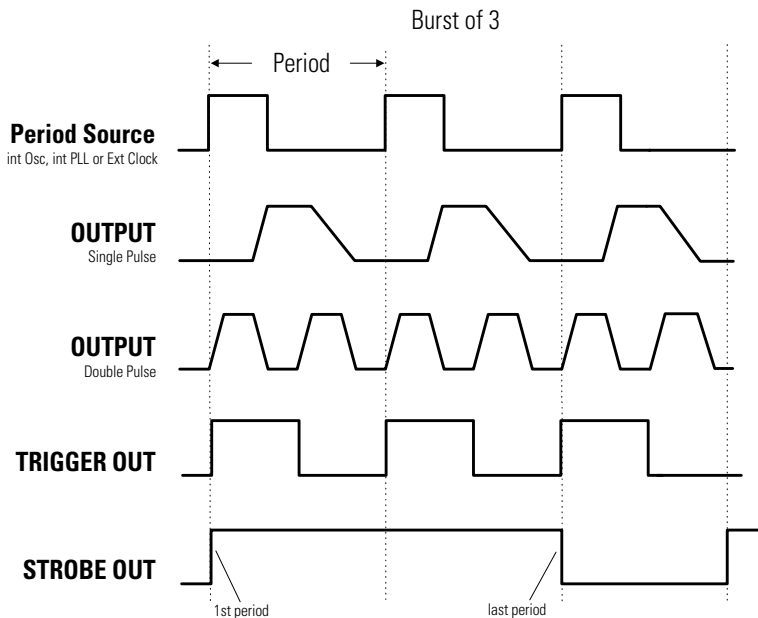 Burst of 3
Period
Period Source
int Osc, int PLL or Ext Clock
OUTPUT
Single Pulse
OUTPUT
Double Pulse
TRIGGER OUT
STROBE OUT
1st period
last period